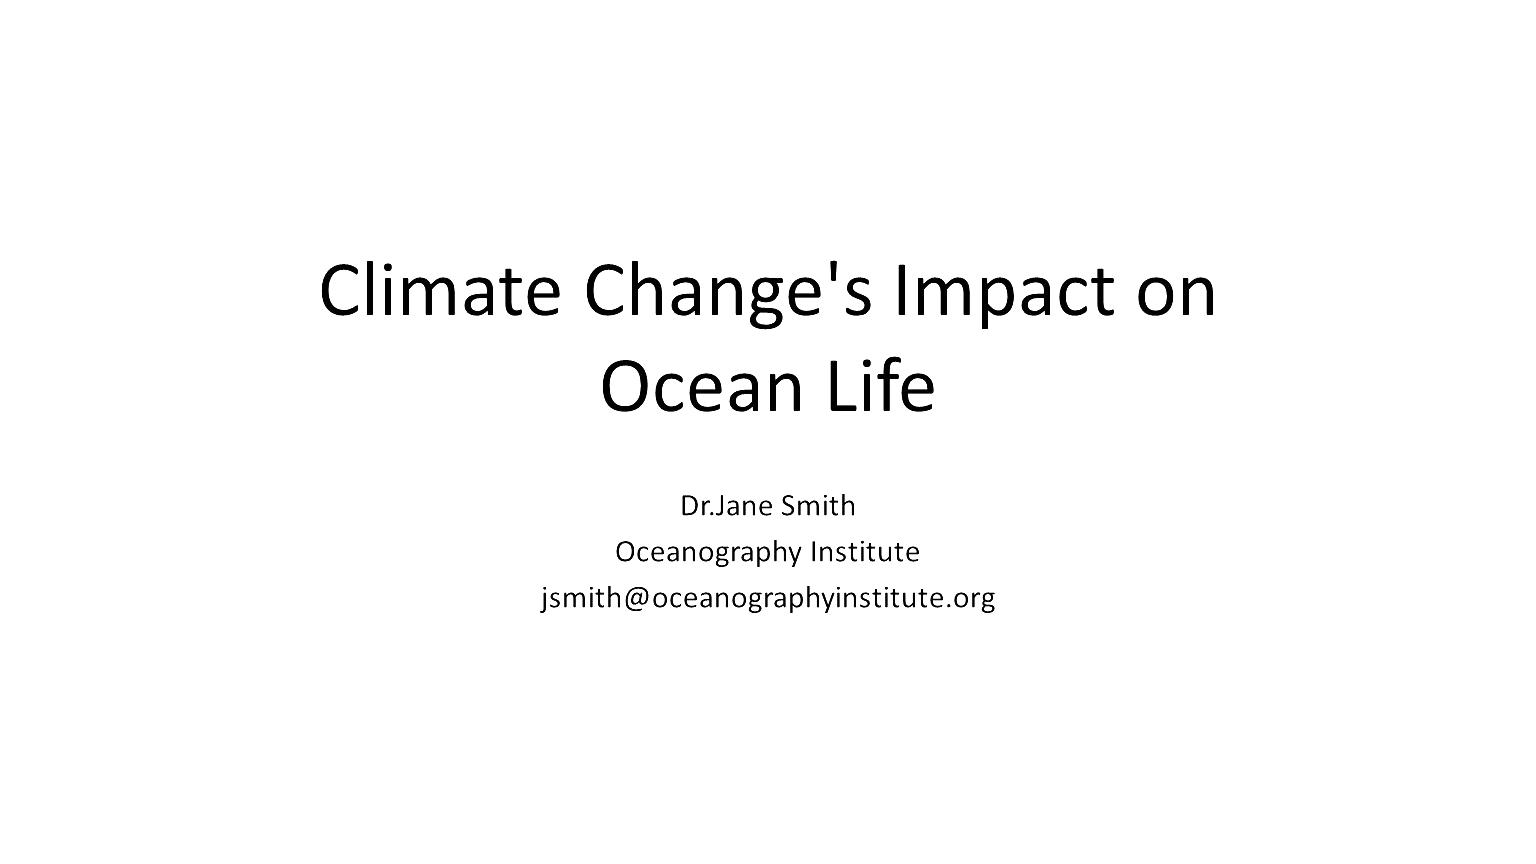 Climate Change's Impact on
Ocean Life
Dr.Jane Smith
Oceanography Institute
jsmith@oceanographyinstitute.org